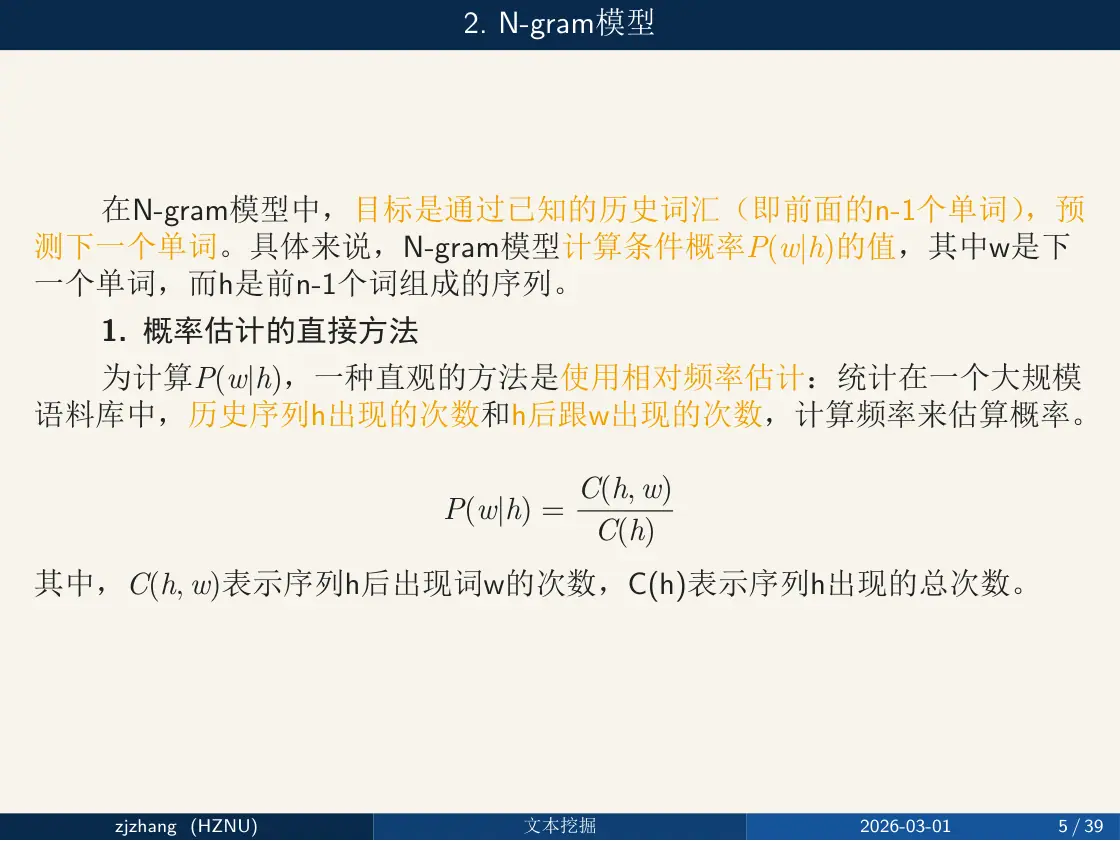 2. N-gram模型
在N-gram模型中，目标是通过已知的历史词汇（即前面的n-1个单词），预
测下一个单词。具体来说，N-gram模型计算条件概率P(w|h)的值，其中w是下
一个单词，而h是前n-1个词组成的序列。
1. 概率估计的直接方法
为计算P(w|h)，一种直观的方法是使用相对频率估计：统计在一个大规模
语料库中，历史序列h出现的次数和h后跟w出现的次数，计算频率来估算概率。
P(w|h) = C(h, w) / C(h)
其中，C(h, w)表示序列h后出现词w的次数，C(h)表示序列h出现的总次数。
zjzhang (HZNU) 文本挖掘 2026-03-01 5 / 39